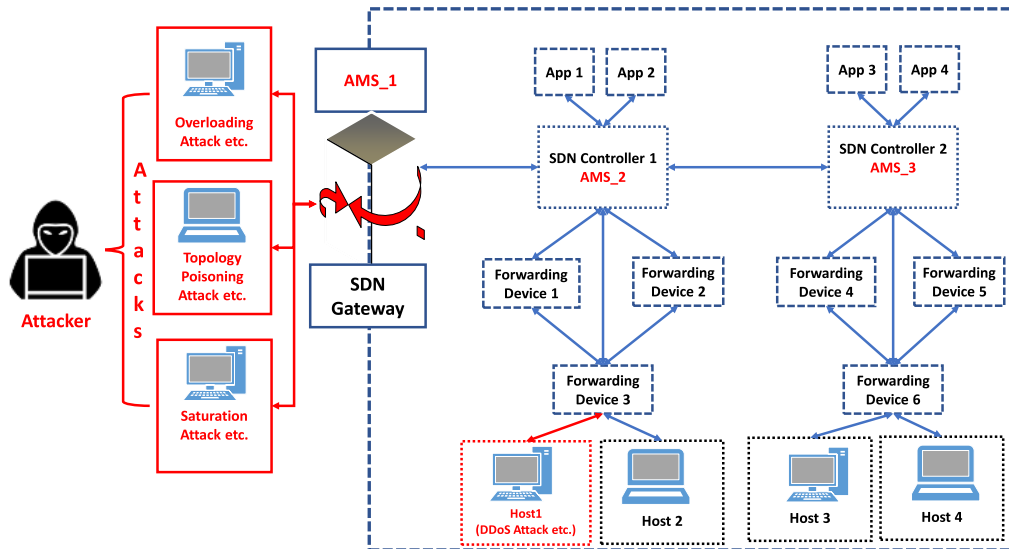 Attacker
Attacks
Overloading
Attack etc.
Topology
Poisoning
Attack etc.
Saturation
Attack etc.
AMS_1
SDN
Gateway
App 1
App 2
App 3
App 4
SDN Controller 1
AMS_2
SDN Controller 2
AMS_3
Forwarding
Device 1
Forwarding
Device 2
Forwarding
Device 4
Forwarding
Device 5
Forwarding
Device 3
Forwarding
Device 6
Host1
(DDoS Attack etc.)
Host 2
Host 3
Host 4